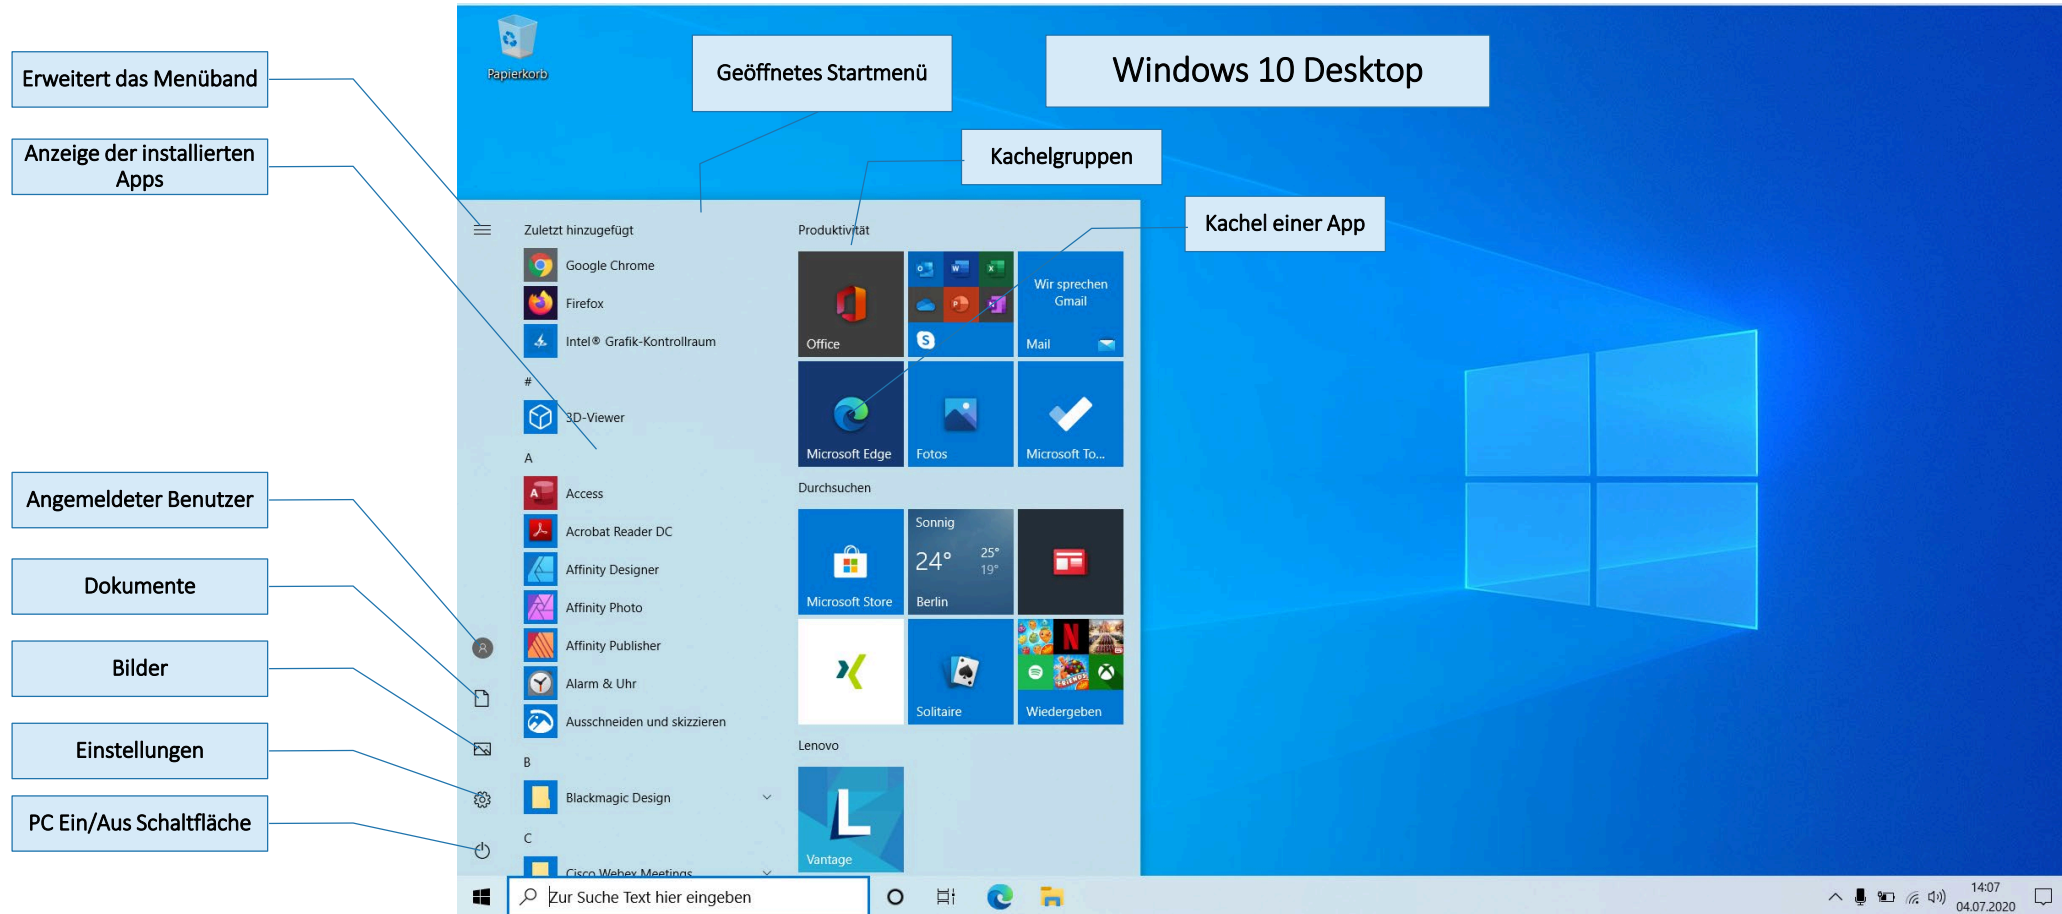 Papierkorb
Geöffnetes Startmenü
Windows 10 Desktop
Erweitert das Menüband
Anzeige der installierten
Apps
Kachelgruppen
Kachel einer App
Angemeldeter Benutzer
Dokumente
Bilder
Einstellungen
PC Ein/Aus Schaltfläche
Zuletzt hinzugefügt
Google Chrome
Firefox
Intel® Grafik-Kontrollraum
#
3D-Viewer
A
Access
Acrobat Reader DC
Affinity Designer
Affinity Photo
Affinity Publisher
Alarm & Uhr
Ausschneiden und skizzieren
B
Blackmagic Design
C
Cisco Webex Meetings
Produktivität
Office
Wir sprechen
Gmail
Mail
Microsoft Edge
Fotos
Microsoft To...
Durchsuchen
Microsoft Store
Sonnig
24°
25°
19°
Berlin
Solitaire
Wiedergeben
Lenovo
L
Vantage
Zur Suche Text hier eingeben
14:07
04.07.2020